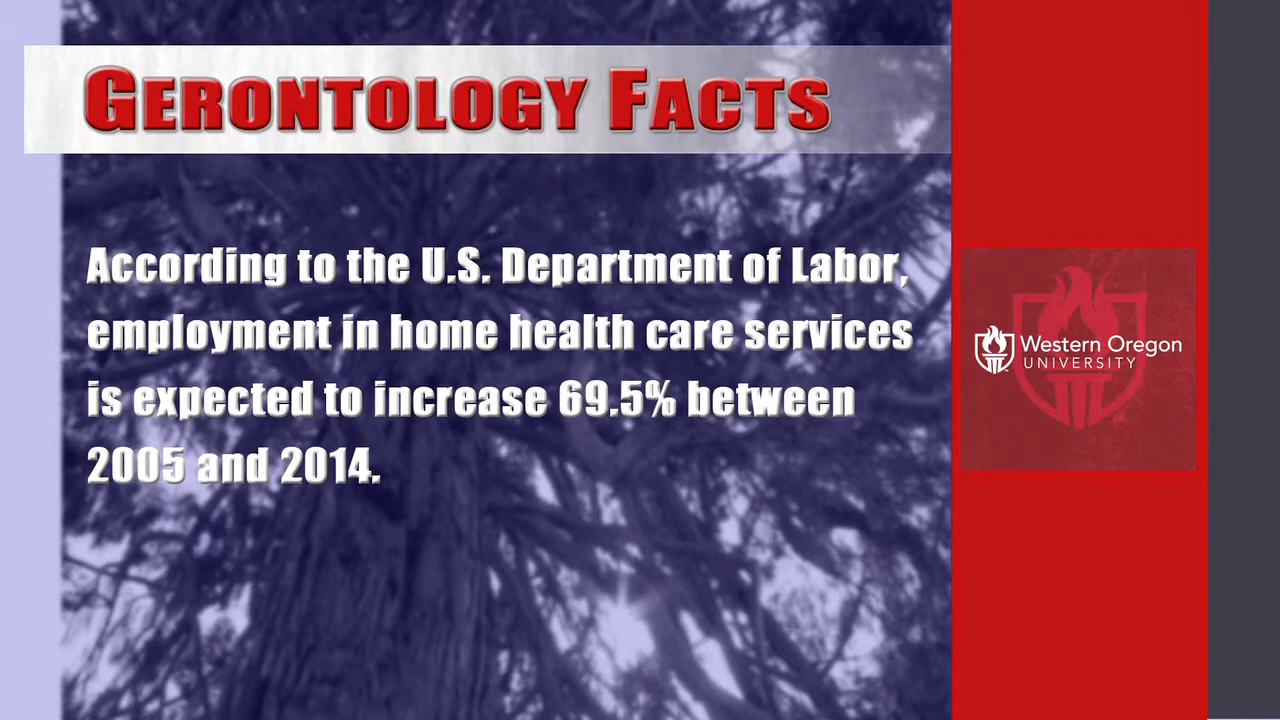 GERONTOLOGY FACTS
According to the U.S. Department of Labor,
employment in home health care services
is expected to increase 69.5% between
2005 and 2014.
Western Oregon
UNIVERSITY